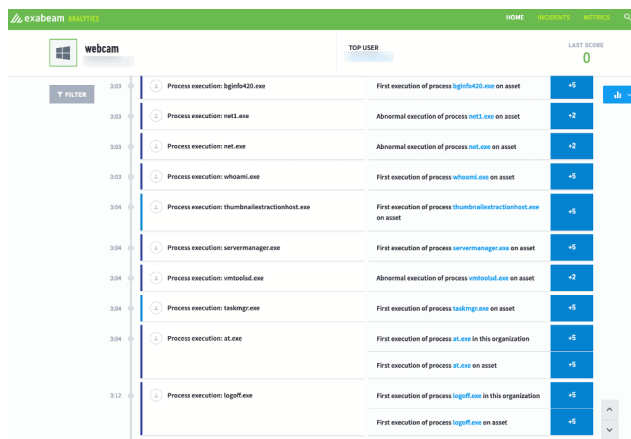 exabeam ANALYTICS
HOME INCIDENTS METRICS
webcam
TOP USER
LAST SCORE
0
FILTER
3:03 Process execution: bginfo420.exe First execution of process bginfo420.exe on asset +5
3:03 Process execution: net1.exe Abnormal execution of process net1.exe on asset +2
3:03 Process execution: net.exe Abnormal execution of process net.exe on asset +2
3:03 Process execution: whoami.exe First execution of process whoami.exe on asset +5
3:04 Process execution: thumbnailextractionhost.exe First execution of process thumbnailextractionhost.exe +5
on asset
3:04 Process execution: servermanager.exe First execution of process servermanager.exe on asset +5
3:04 Process execution: vmtoolsd.exe Abnormal execution of process vmtoolsd.exe on asset +2
3:04 Process execution: taskmgr.exe First execution of process taskmgr.exe on asset +5
3:04 Process execution: at.exe First execution of process at.exe in this organization +5
First execution of process at.exe on asset +5
3:12 Process execution: logoff.exe First execution of process logoff.exe in this organization +5
First execution of process logoff.exe on asset +5